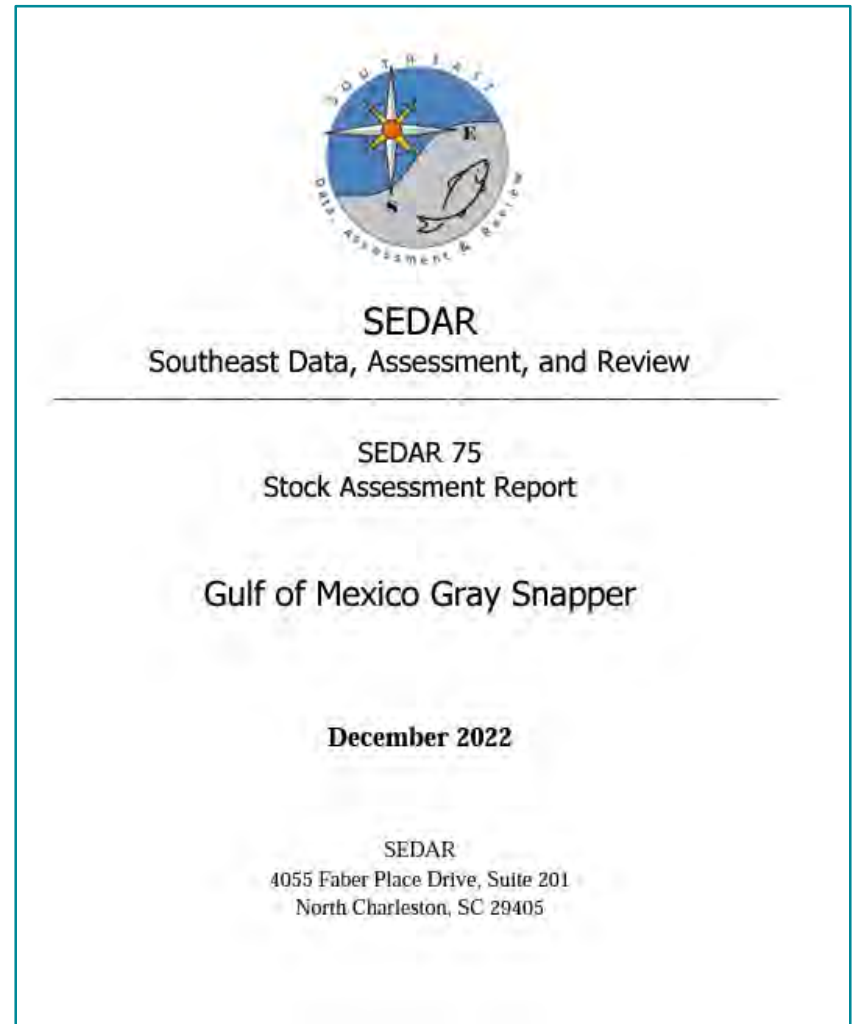 SOUTHEAST
E
S
Data, Assessment & Review
SEDAR
Southeast Data, Assessment, and Review
SEDAR 75
Stock Assessment Report
Gulf of Mexico Gray Snapper
December 2022
SEDAR
4055 Faber Place Drive, Suite 201
North Charleston, SC 29405